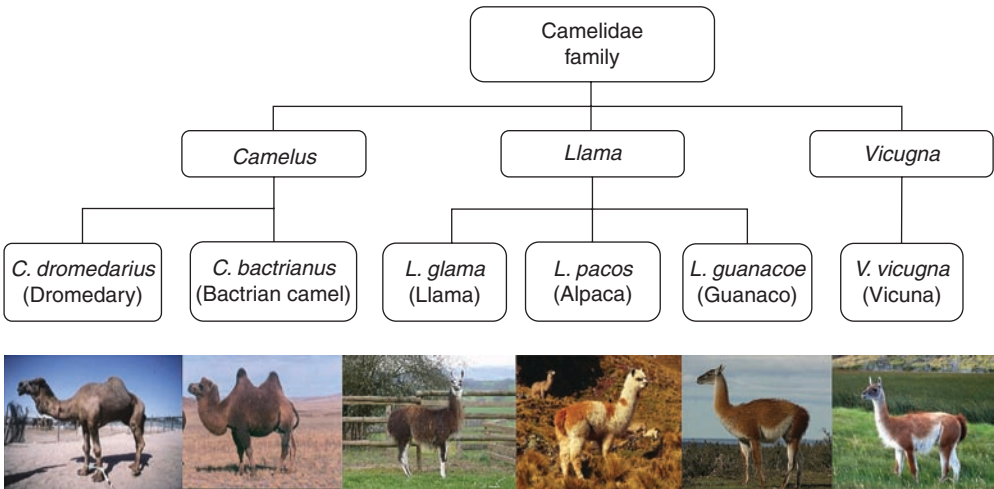 Camelidae
family
Camelus
Llama
Vicugna
C. dromedarius
(Dromedary)
C. bactrianus
(Bactrian camel)
L. glama
(Llama)
L. pacos
(Alpaca)
L. guanacoe
(Guanaco)
V. vicugna
(Vicuna)